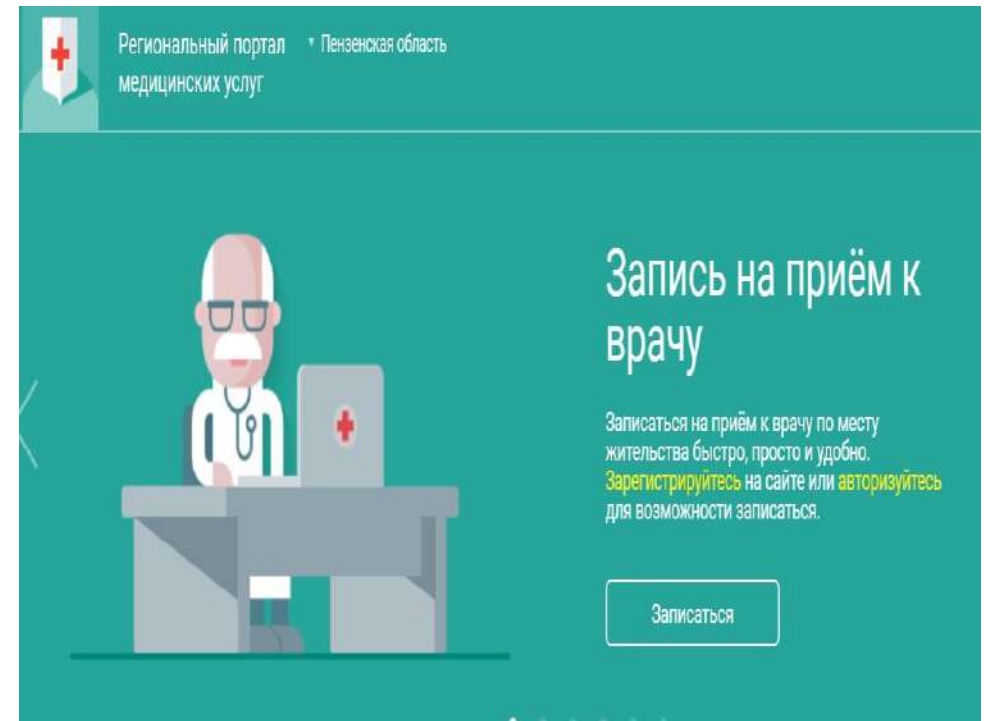 Региональный портал
медицинских услуг
Пензенская область
Запись на приём к
врачу
Записаться на приём к врачу по месту
жительства быстро, просто и удобно.
Зарегистрируйтесь на сайте или авторизуйтесь
для возможности записаться.
Записаться